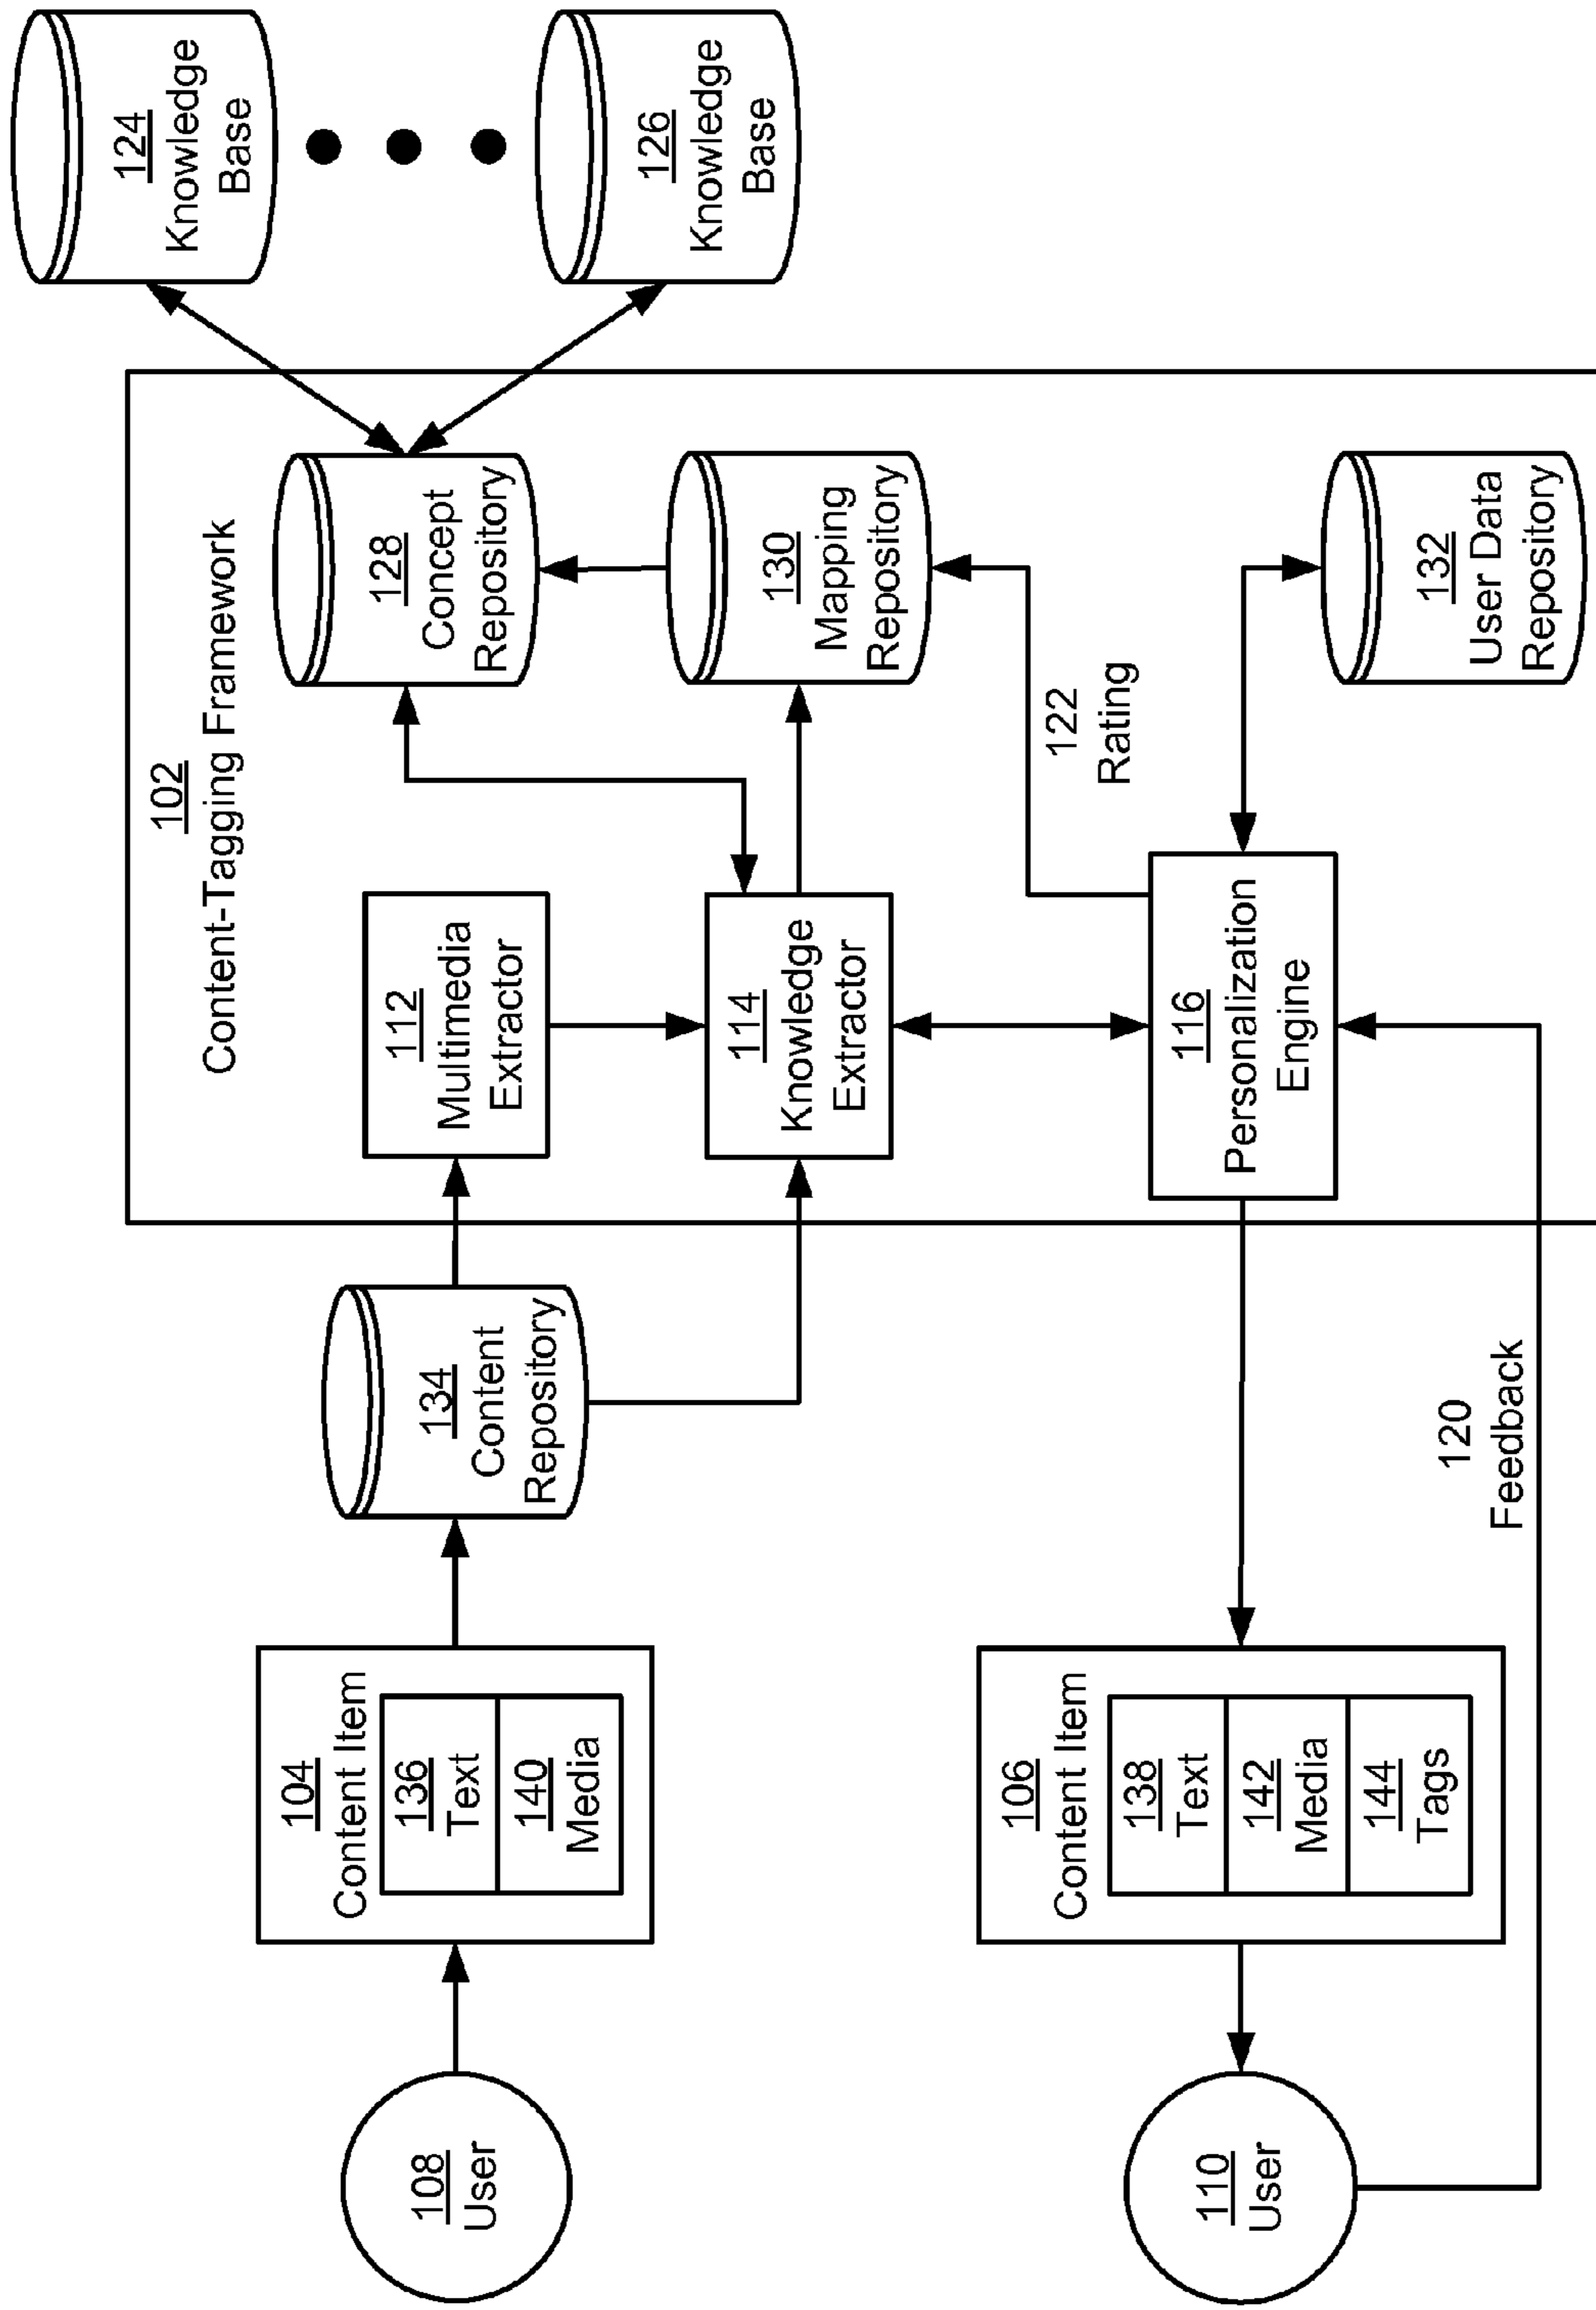 102
Content-Tagging Framework
124
Knowledge
Base
126
Knowledge
Base
108
User
104
Content Item
136
Text
140
Media
134
Content
Repository
112
Multimedia
Extractor
128
Concept
Repository
114
Knowledge
Extractor
130
Mapping
Repository
122
Rating
110
User
106
Content Item
138
Text
142
Media
144
Tags
116
Personalization
Engine
132
User Data
Repository
120
Feedback